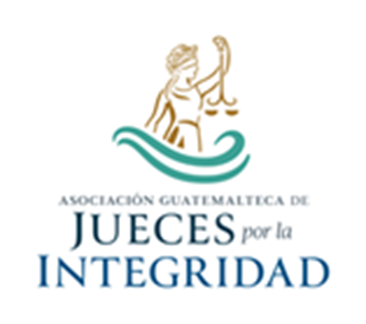 ASOCIACIÓN GUATEMALTECA DE
JUECES por la
INTEGRIDAD